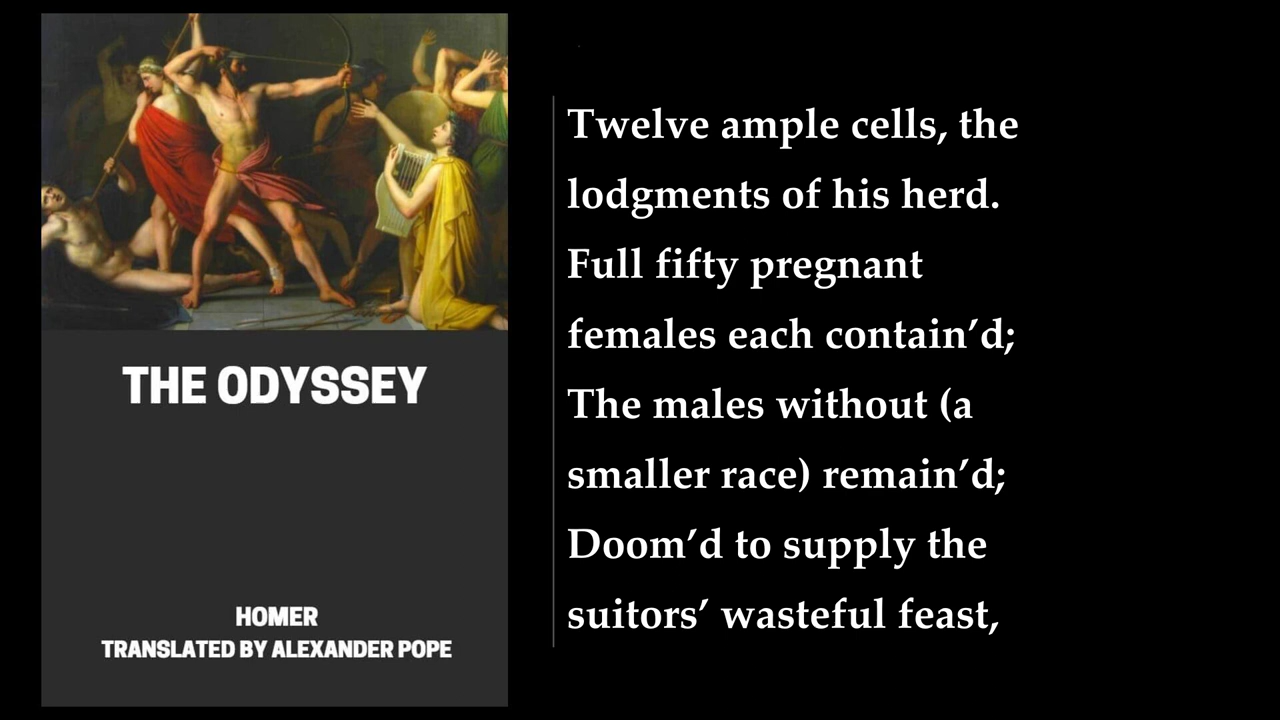 THE ODYSSEY
HOMER
TRANSLATED BY ALEXANDER POPE
Twelve ample cells, the
lodgments of his herd.
Full fifty pregnant
females each contain’d;
The males without (a
smaller race) remain’d;
Doom’d to supply the
suitors’ wasteful feast,